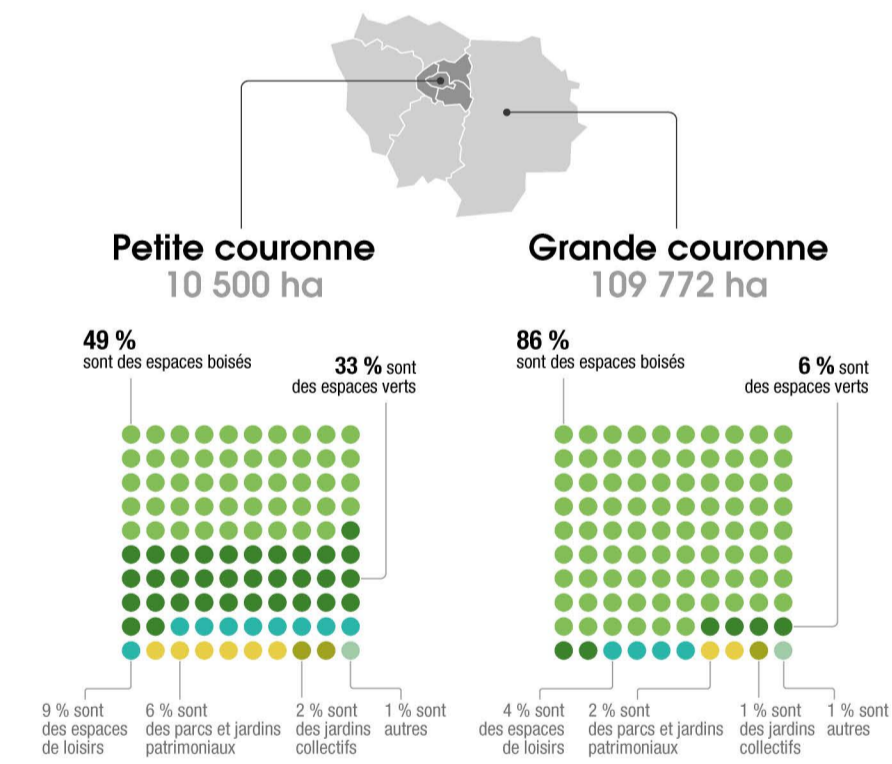 Petite couronne
10 500 ha
49 %
sont des espaces boisés
33 % sont
des espaces verts
9 % sont
des espaces
de loisirs
6 % sont
des parcs et jardins
patrimoniaux
2 % sont
des jardins
collectifs
1 % sont
autres
Grande couronne
109 772 ha
86 %
sont des espaces boisés
6 % sont
des espaces verts
4 % sont
des espaces
de loisirs
2 % sont
des parcs et jardins
patrimoniaux
1 % sont
des jardins
collectifs
1 % sont
autres